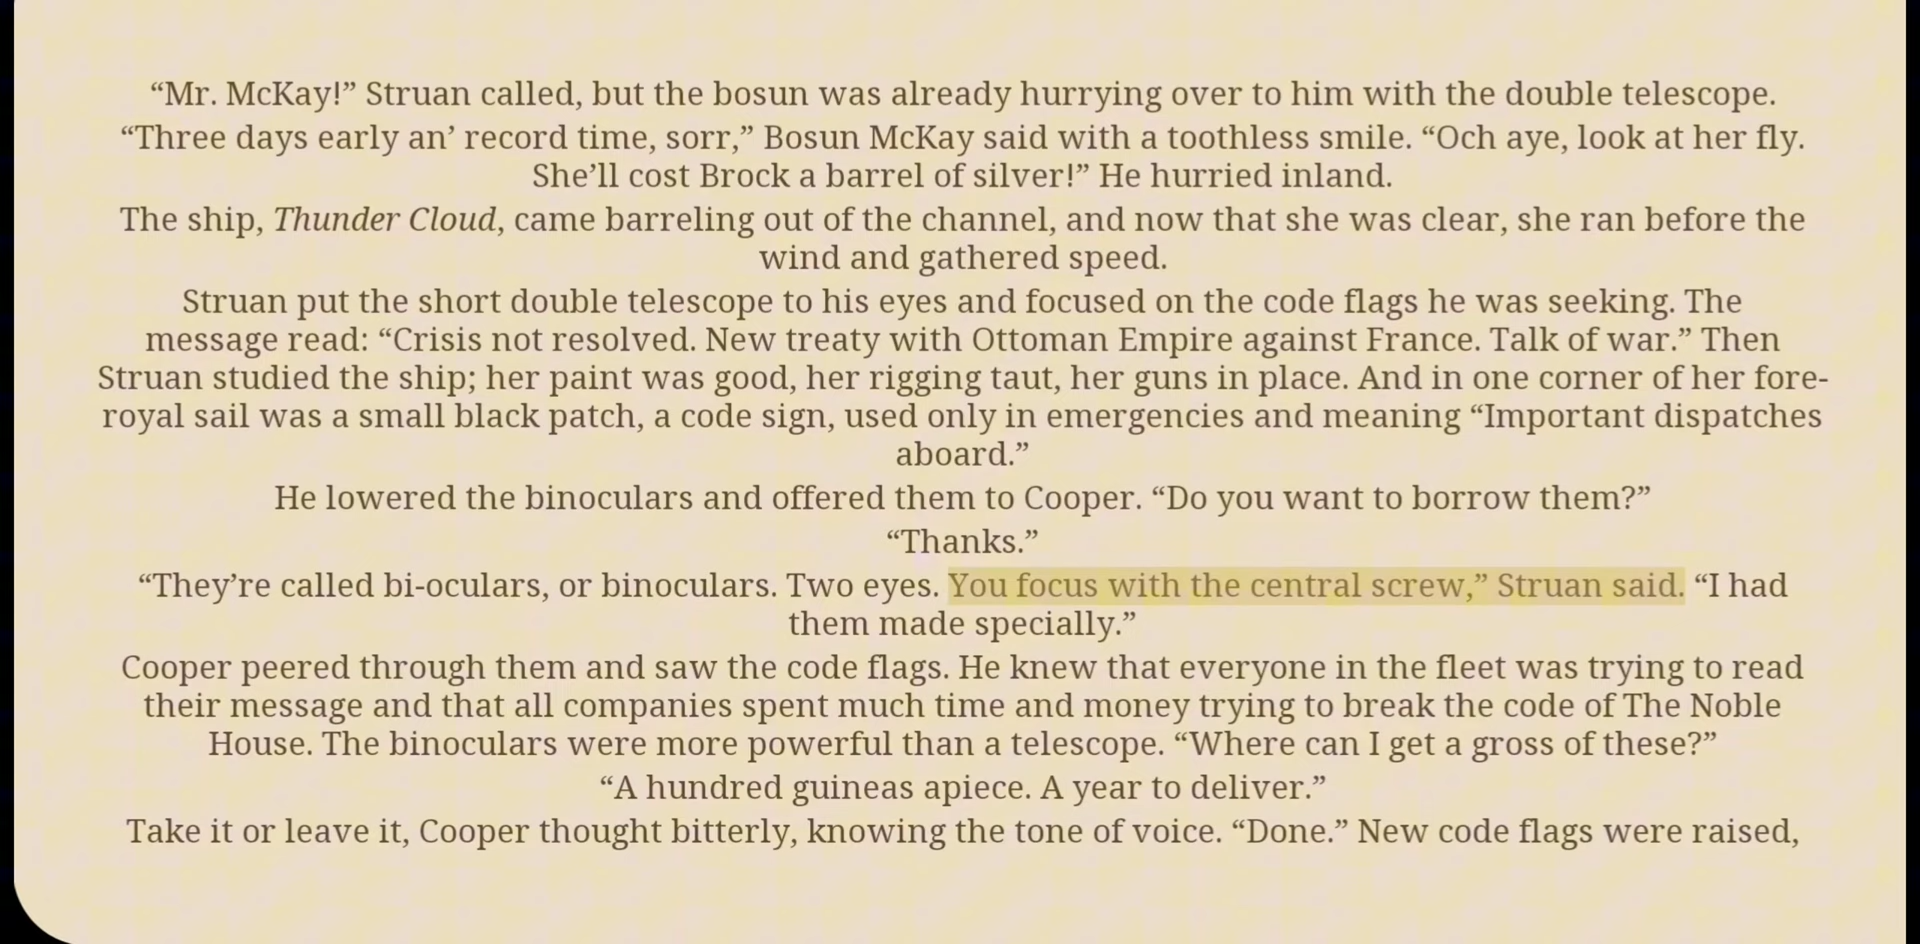 “Mr. McKay!” Struan called, but the bosun was already hurrying over to him with the double telescope.
“Three days early an’ record time, sorr,” Bosun McKay said with a toothless smile. “Och aye, look at her fly.
She’ll cost Brock a barrel of silver!” He hurried inland.
The ship, Thunder Cloud, came barreling out of the channel, and now that she was clear, she ran before the
wind and gathered speed.
Struan put the short double telescope to his eyes and focused on the code flags he was seeking. The
message read: “Crisis not resolved. New treaty with Ottoman Empire against France. Talk of war.” Then
Struan studied the ship; her paint was good, her rigging taut, her guns in place. And in one corner of her fore-
royal sail was a small black patch, a code sign, used only in emergencies and meaning “Important dispatches
aboard.”
He lowered the binoculars and offered them to Cooper. “Do you want to borrow them?”
“Thanks.”
“They’re called bi-oculars, or binoculars. Two eyes. You focus with the central screw,” Struan said. “I had
them made specially.”
Cooper peered through them and saw the code flags. He knew that everyone in the fleet was trying to read
their message and that all companies spent much time and money trying to break the code of The Noble
House. The binoculars were more powerful than a telescope. “Where can I get a gross of these?”
“A hundred guineas apiece. A year to deliver.”
Take it or leave it, Cooper thought bitterly, knowing the tone of voice. “Done.” New code flags were raised,